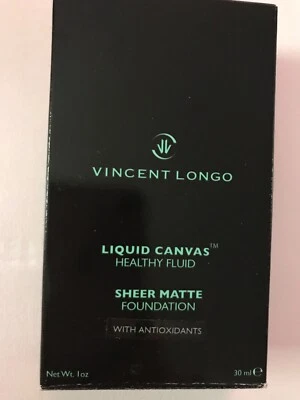 VINCENT LONGO
LIQUID CANVAS™
HEALTHY FLUID
SHEER MATTE
FOUNDATION
WITH ANTIOXIDANTS
Net Wt. 1oz 30 ml ℮